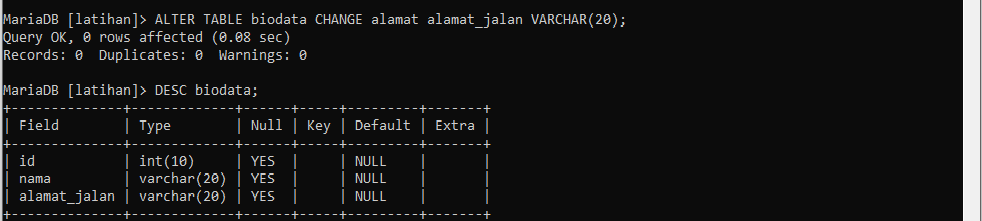 MariaDB [latihan]> ALTER TABLE biodata CHANGE alamat alamat_jalan VARCHAR(20);
Query OK, 0 rows affected (0.08 sec)
Records: 0  Duplicates: 0  Warnings: 0

MariaDB [latihan]> DESC biodata;
+--------------+-------------+------+-----+---------+-------+
| Field        | Type        | Null | Key | Default | Extra |
+--------------+-------------+------+-----+---------+-------+
| id           | int(10)     | YES  |     | NULL    |       |
| nama         | varchar(20) | YES  |     | NULL    |       |
| alamat_jalan | varchar(20) | YES  |     | NULL    |       |
+--------------+-------------+------+-----+---------+-------+